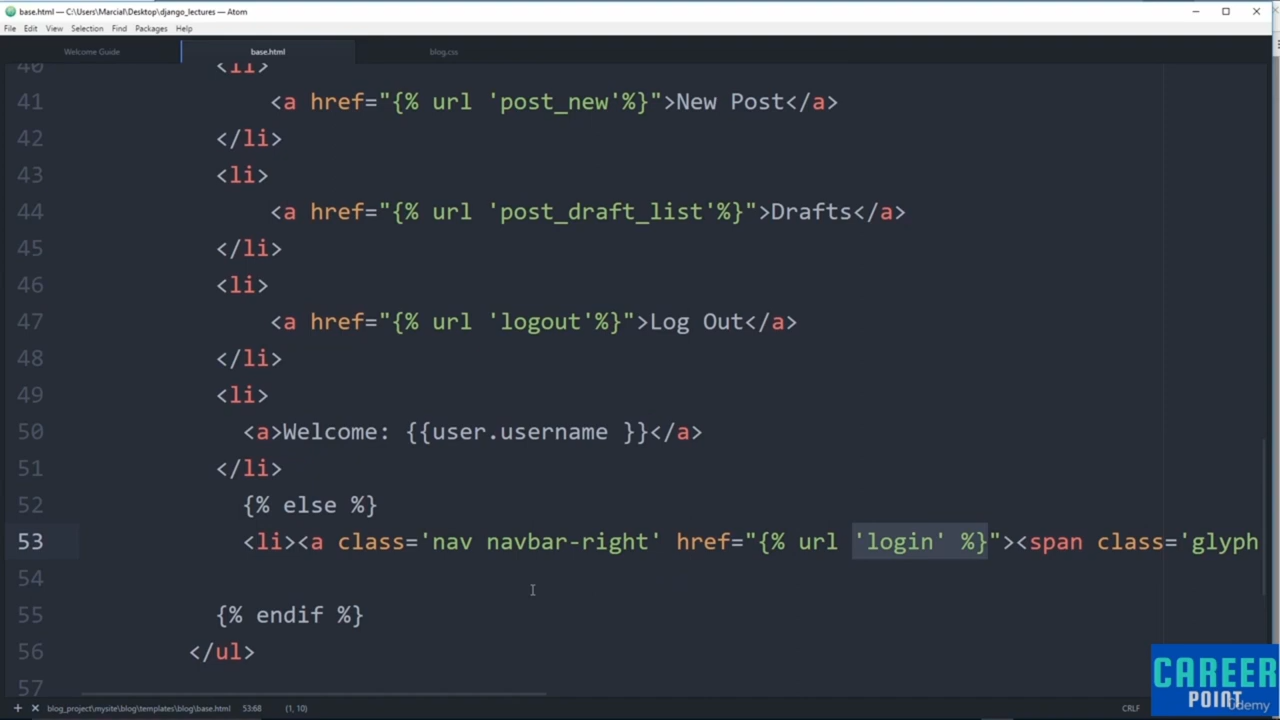 base.html — C:\Users\Marcial\Desktop\django_lectures — Atom
File Edit View Selection Find Packages Help
Welcome Guide base.html blog.css
40 <li>
41 <a href="{% url 'post_new'%}">New Post</a>
42 </li>
43 <li>
44 <a href="{% url 'post_draft_list'%}">Drafts</a>
45 </li>
46 <li>
47 <a href="{% url 'logout'%}">Log Out</a>
48 </li>
49 <li>
50 <a>Welcome: {{user.username }}</a>
51 </li>
52 {% else %}
53 <li><a class='nav navbar-right' href="{% url 'login' %}"><span class='glyph
54
55 {% endif %}
56 </ul>
57
CAREER
POINT
udemy
+ × blog_project\mysite\blog\templates\blog\base.html 53:68 (1, 10) CRLF